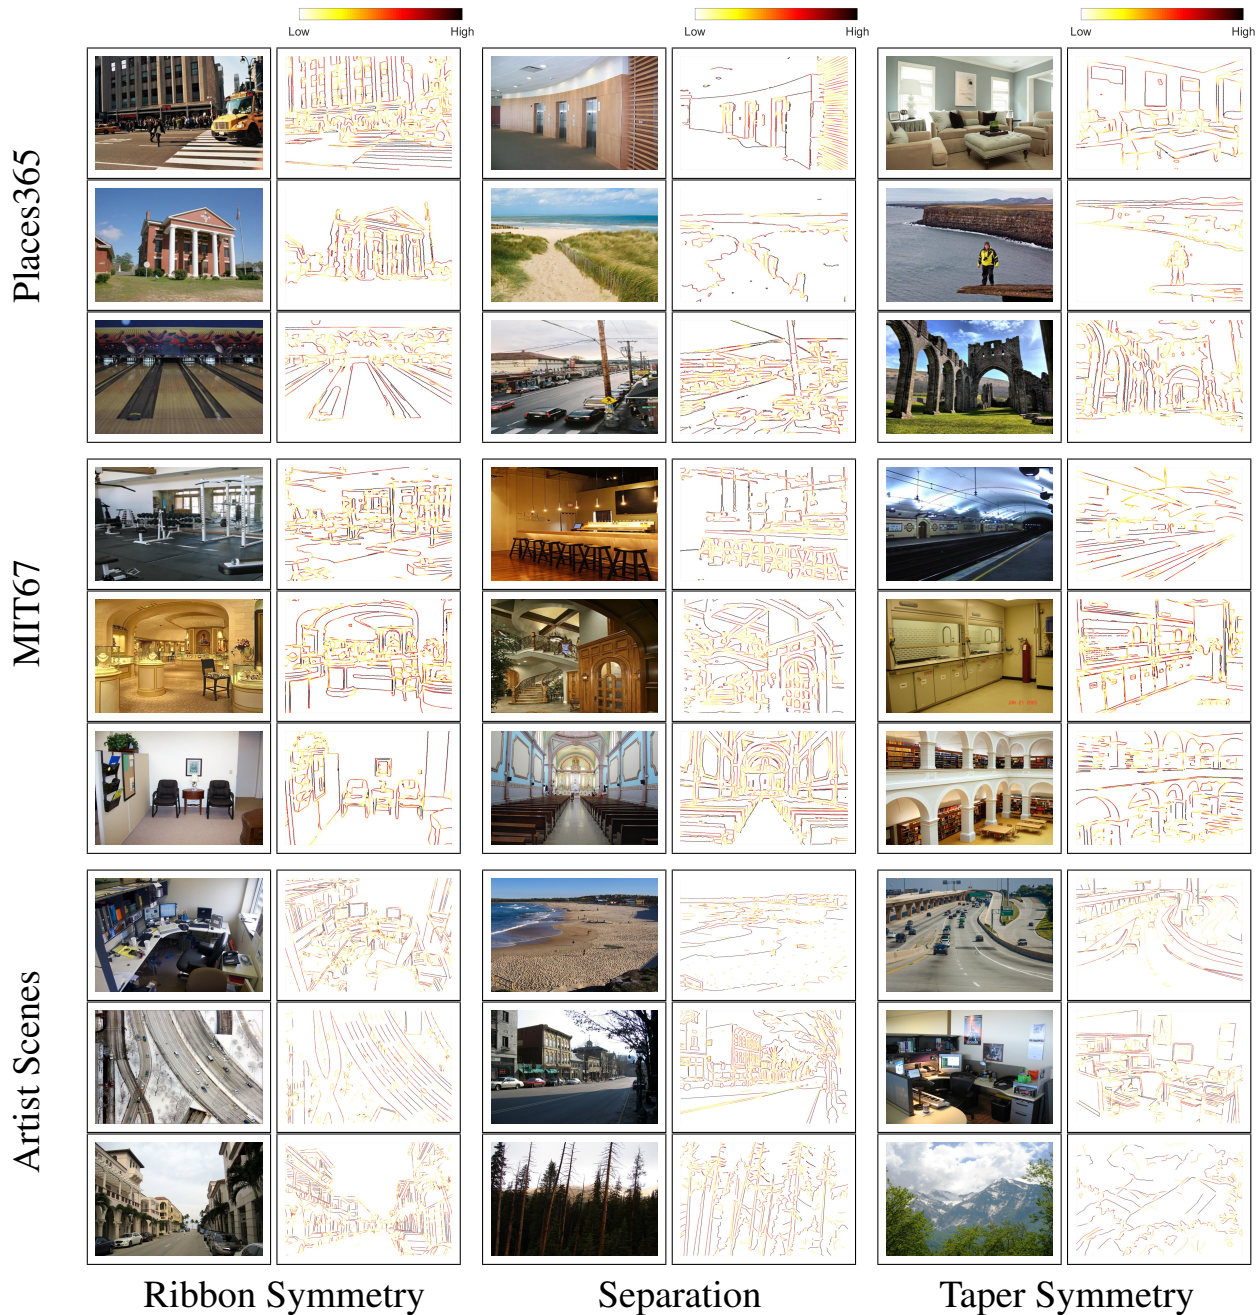 Low High Low High Low High
Places365
MIT67
Artist Scenes
Ribbon Symmetry Separation Taper Symmetry